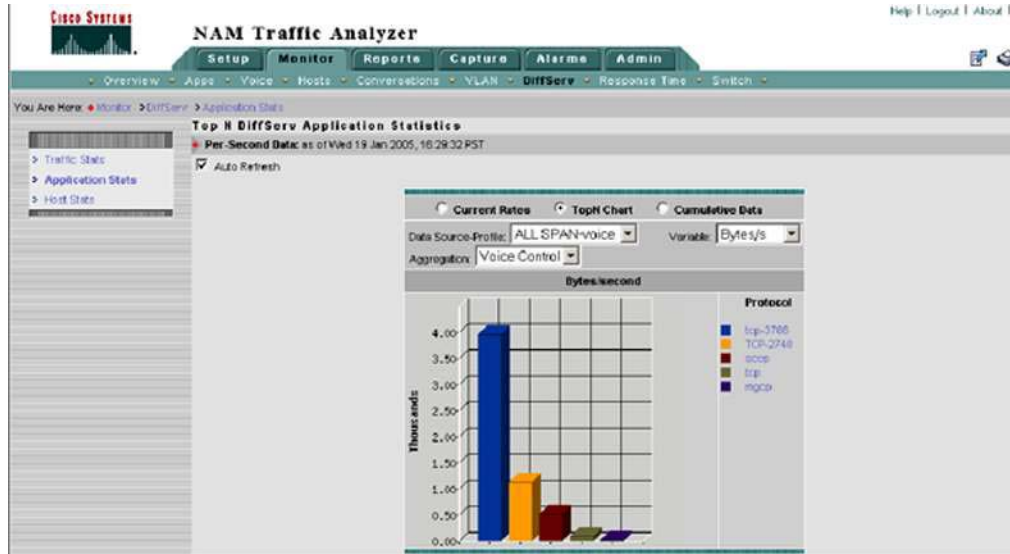 CISCO SYSTEMS
Help | Logout | About |
NAM Traffic Analyzer
Setup Monitor Reports Capture Alarms Admin
Overview Apps Voice Hosts Conversations VLAN DiffServ Response Time Switch
You Are Here: Monitor > DiffServ > Application Stats
Top N DiffServ Application Statistics
Per-Second Data: as of Wed 19 Jan 2005, 16:29:32 PST
Traffic Stats
Application Stats
Host Stats
Auto Refresh
Current Rates TopN Chart Cumulative Data
Data Source-Profile: ALL SPAN-voice Variable: Bytes/s
Aggregation: Voice Control
Bytes/second
Protocol
TCP-2748
sccp
tcp
mgcp
Thousands
4.00
3.50
3.00
2.50
2.00
1.50
1.00
0.50
0.00